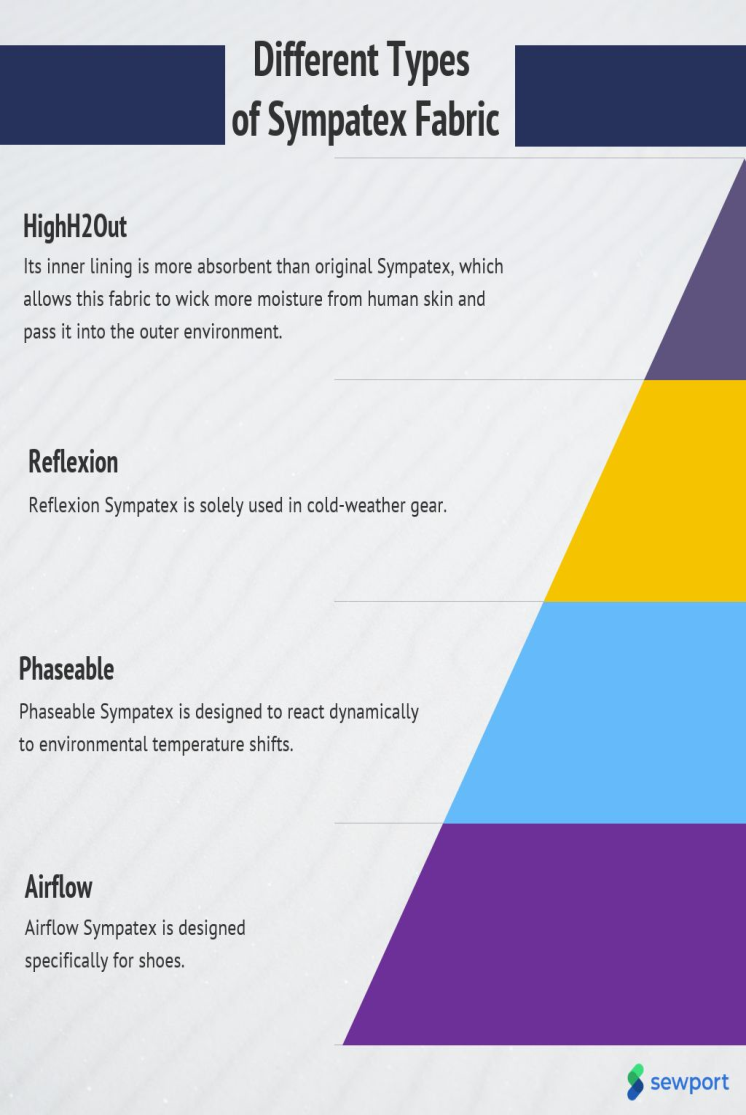 Different Types
of Sympatex Fabric
HighH2Out
Its inner lining is more absorbent than original Sympatex, which
allows this fabric to wick more moisture from human skin and
pass it into the outer environment.
Reflexion
Reflexion Sympatex is solely used in cold-weather gear.
Phaseable
Phaseable Sympatex is designed to react dynamically
to environmental temperature shifts.
Airflow
Airflow Sympatex is designed
specifically for shoes.
sewport